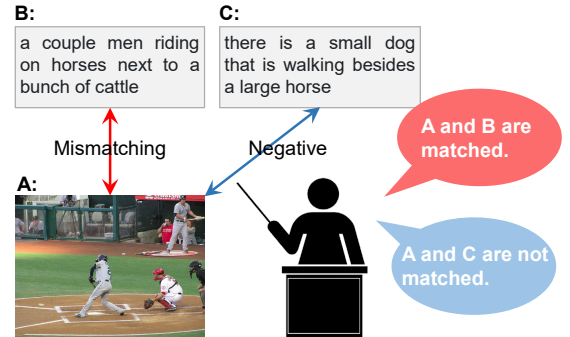 B:
C:
a couple men riding
on horses next to a
bunch of cattle
there is a small dog
that is walking besides
a large horse
Mismatching
Negative
A and B are
matched.
A:
A and C are not
matched.